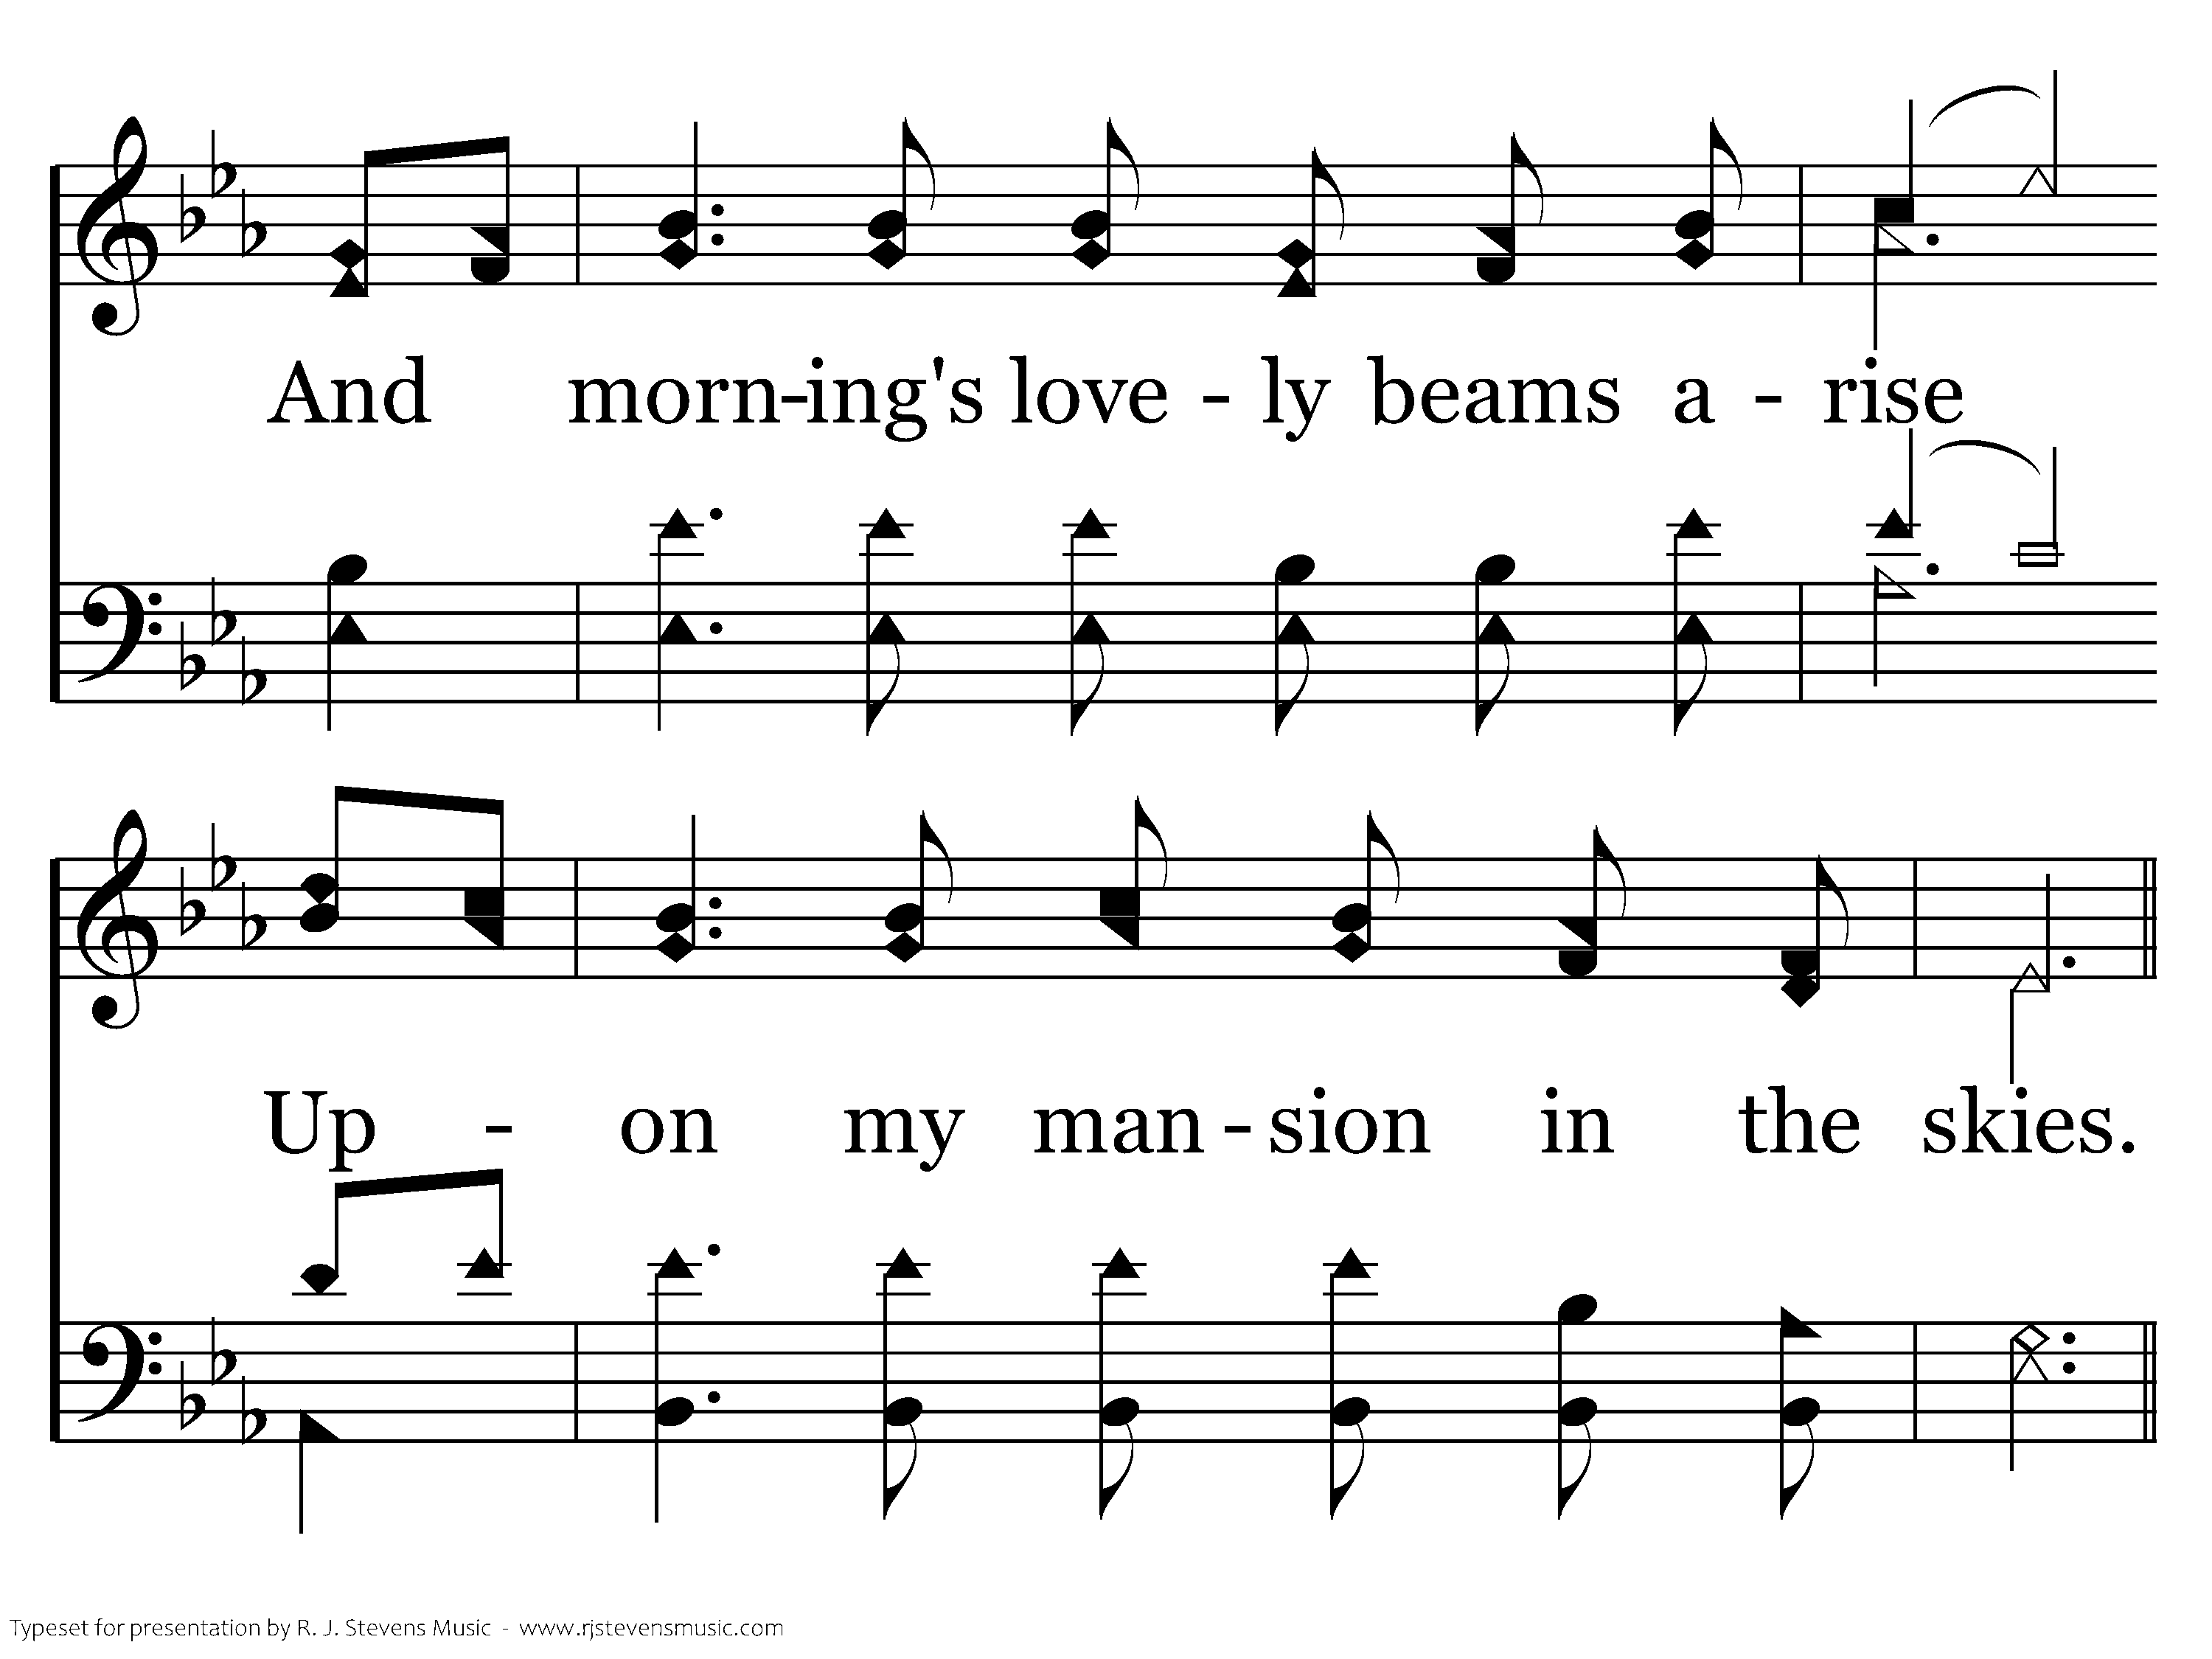 And morn-ing's love - ly beams a - rise
Up - on my man - sion in the skies.
Typeset for presentation by R. J. Stevens Music - www.rjstevensmusic.com